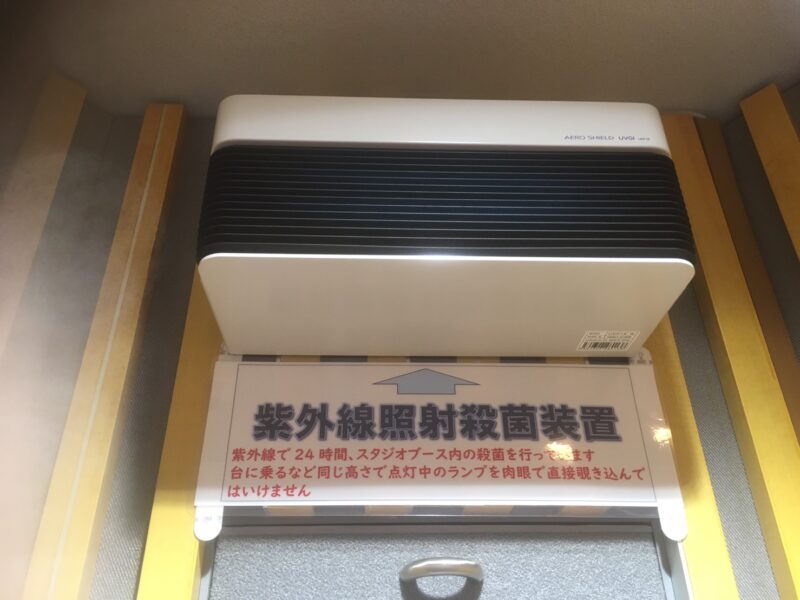 AERO SHIELD UVGI
紫外線照射殺菌装置
紫外線で24時間、スタジオブース内の殺菌を行っています
台に乗るなど同じ高さで点灯中のランプを肉眼で直接覗き込んで
はいけません